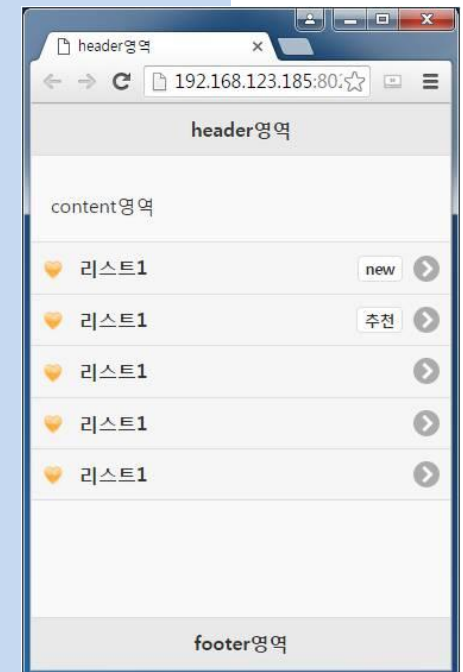 header영역
192.168.123.185:802
header영역
content영역
리스트1 new
리스트1 추천
리스트1
리스트1
리스트1
footer영역